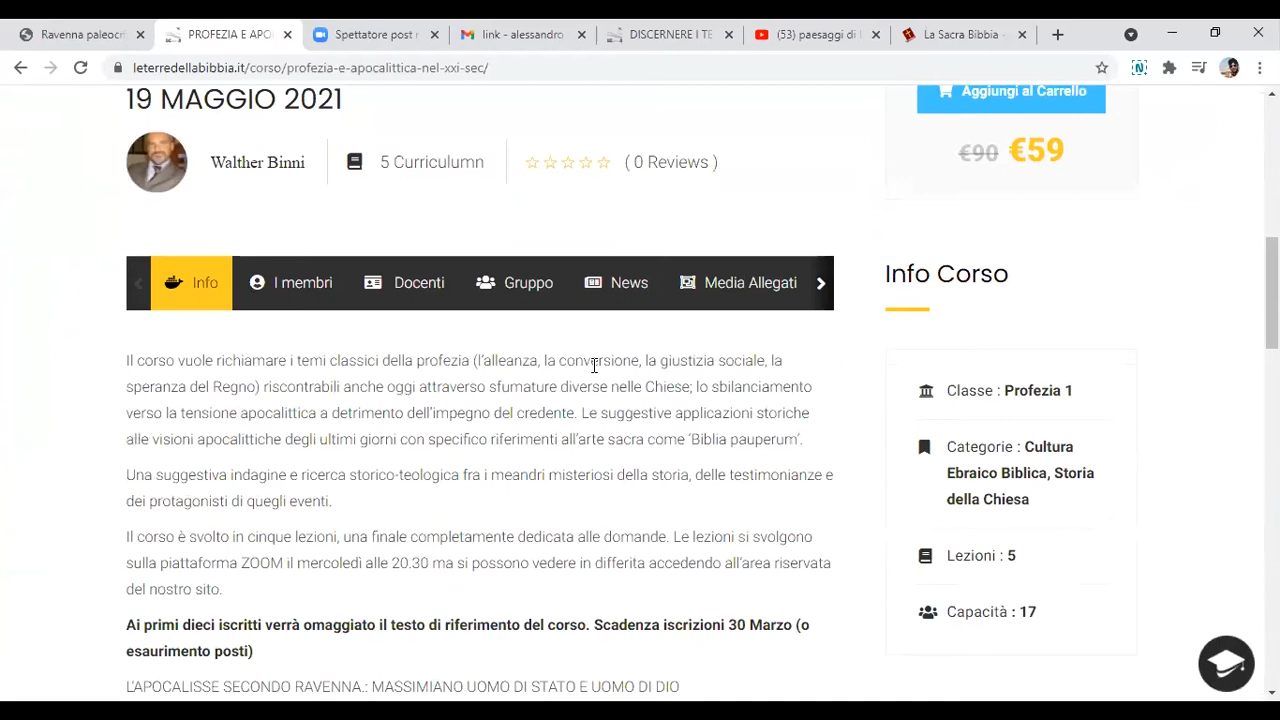 Ravenna paleocri
PROFEZIA E APO
Spettatore post r
link - alessandro
DISCERNERE I TE
(53) paesaggi di l
La Sacra Bibbia -
leterredellabibbia.it/corso/profezia-e-apocalittica-nel-xxi-sec/
19 MAGGIO 2021
Aggiungi al Carrello
€90 €59
Walther Binni
5 Curriculumn
( 0 Reviews )
Info
I membri
Docenti
Gruppo
News
Media Allegati
Il corso vuole richiamare i temi classici della profezia (l'alleanza, la conversione, la giustizia sociale, la
speranza del Regno) riscontrabili anche oggi attraverso sfumature diverse nelle Chiese; lo sbilanciamento
verso la tensione apocalittica a detrimento dell'impegno del credente. Le suggestive applicazioni storiche
alle visioni apocalittiche degli ultimi giorni con specifico riferimenti all'arte sacra come 'Biblia pauperum'.
Una suggestiva indagine e ricerca storico-teologica fra i meandri misteriosi della storia, delle testimonianze e
dei protagonisti di quegli eventi.
Il corso è svolto in cinque lezioni, una finale completamente dedicata alle domande. Le lezioni si svolgono
sulla piattaforma ZOOM il mercoledì alle 20.30 ma si possono vedere in differita accedendo all'area riservata
del nostro sito.
Ai primi dieci iscritti verrà omaggiato il testo di riferimento del corso. Scadenza iscrizioni 30 Marzo (o
esaurimento posti)
L'APOCALISSE SECONDO RAVENNA.: MASSIMIANO UOMO DI STATO E UOMO DI DIO
Info Corso
Classe : Profezia 1
Categorie : Cultura
Ebraico Biblica, Storia
della Chiesa
Lezioni : 5
Capacità : 17